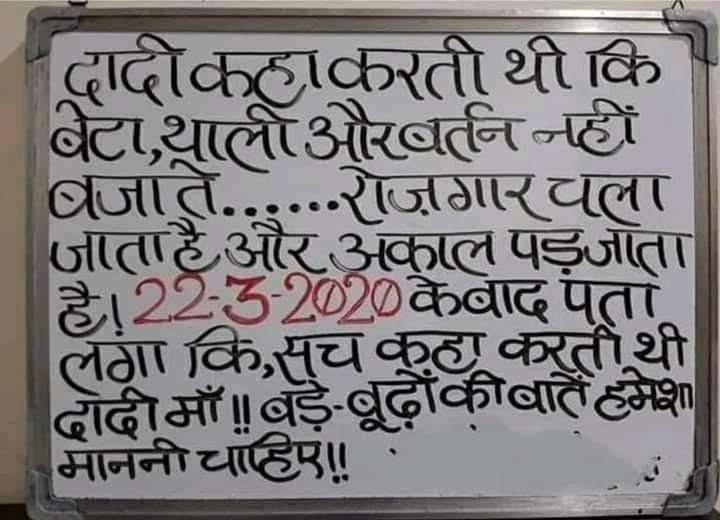 दादी कहा करती थी कि
बेटा,थाली और बर्तन नहीं
बजाते......रोज़गार चला
जाता है और अकाल पड़ जाता
है। 22-3-2020 के बाद पता
लगा कि,सच कहा करती थी
दादी माँ!! बड़े-बूढ़ों की बातें हमेशा
माननी चाहिए!!